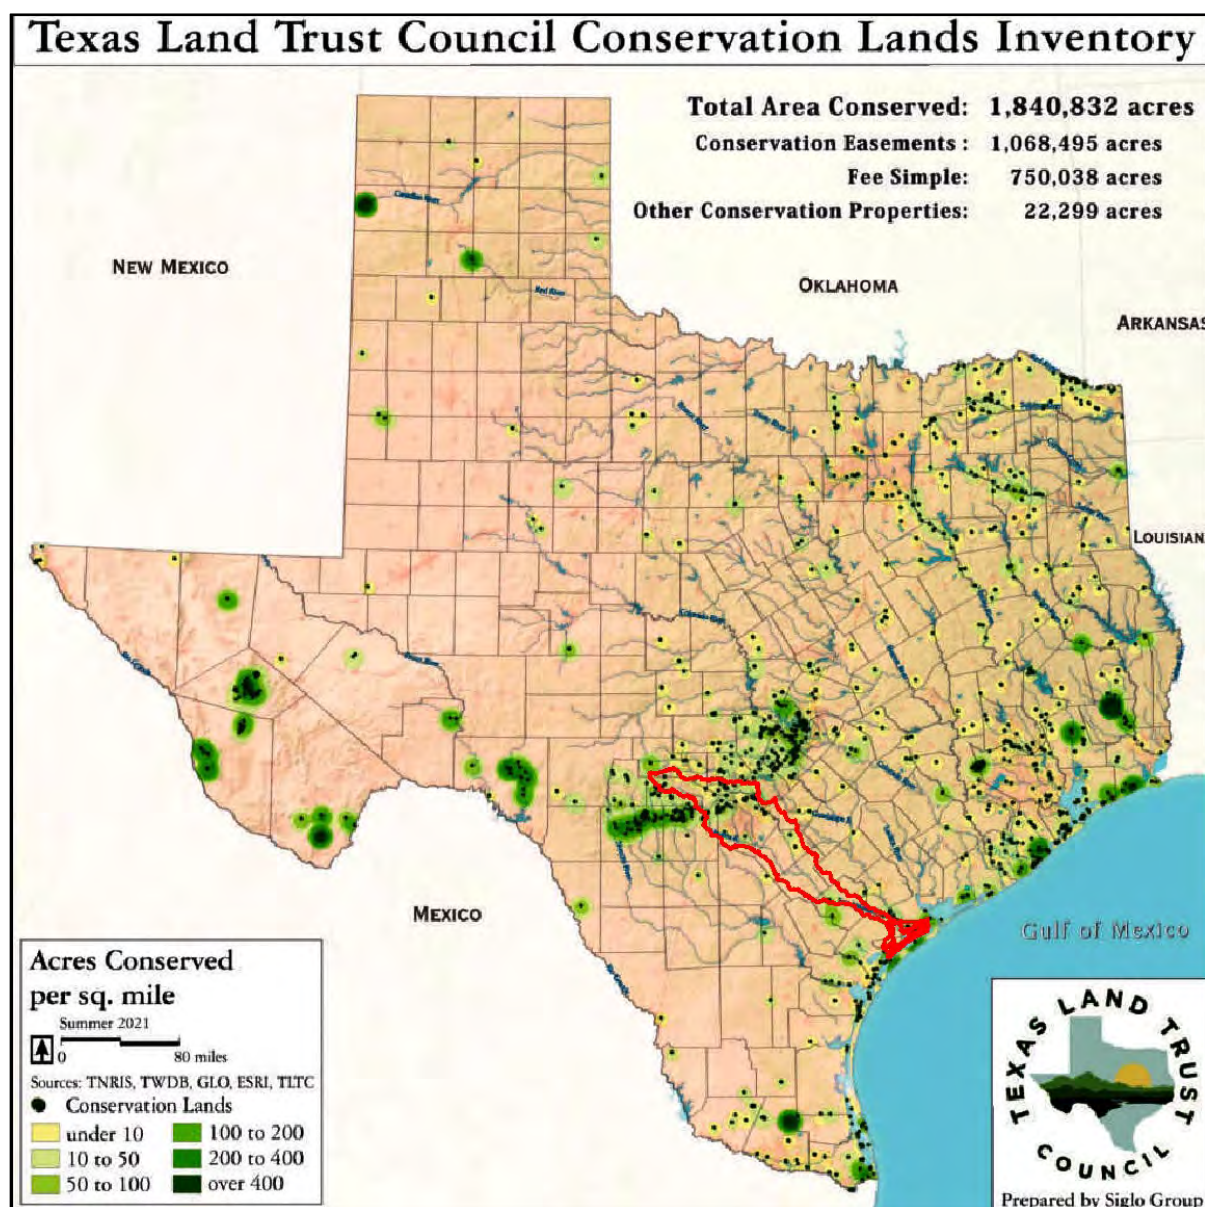 Texas Land Trust Council Conservation Lands Inventory
Total Area Conserved: 1,840,832 acres
Conservation Easements : 1,068,495 acres
Fee Simple: 750,038 acres
Other Conservation Properties: 22,299 acres
NEW MEXICO
OKLAHOMA
ARKANSAS
LOUISIAN
MEXICO
Gulf of Mexico
Canadian River
Red River
Acres Conserved
per sq. mile
Summer 2021
0 80 miles
Sources: TNRIS, TWDB, GLO, ESRI, TLTC
Conservation Lands
under 10 100 to 200
10 to 50 200 to 400
50 to 100 over 400
TEXAS LAND TRUST
COUNCIL
Prepared by Siglo Group